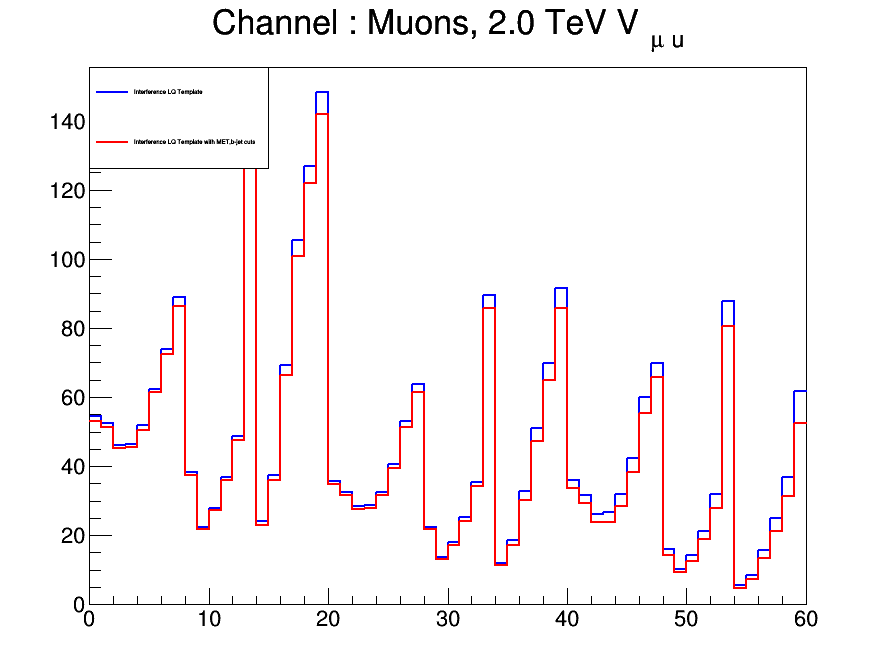 Channel : Muons, 2.0 TeV V μ u
Interference LQ Template
Interference LQ Template with MET,b-jet cuts
140
120
100
80
60
40
20
0
0 10 20 30 40 50 60